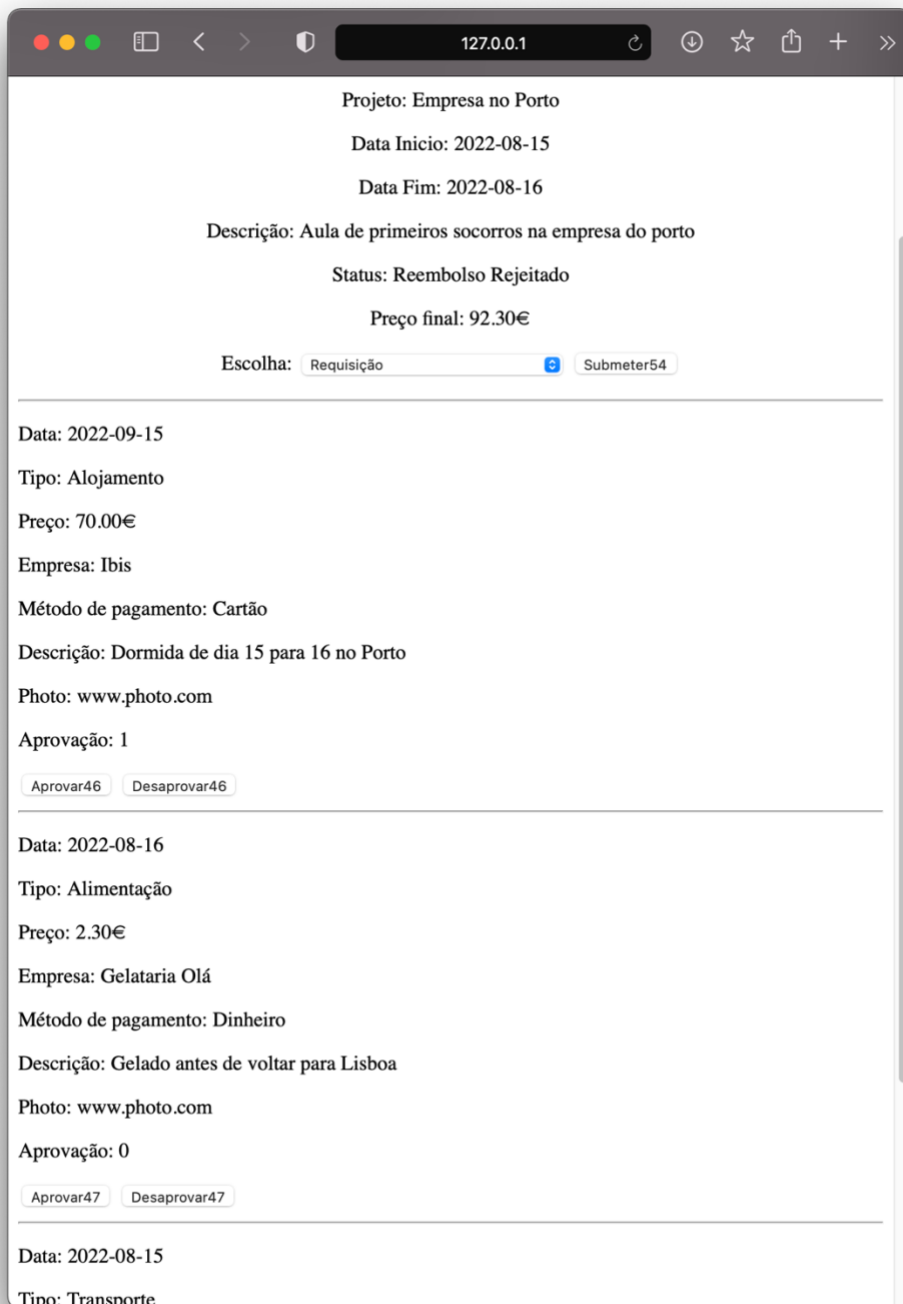 127.0.0.1
Projeto: Empresa no Porto
Data Inicio: 2022-08-15
Data Fim: 2022-08-16
Descrição: Aula de primeiros socorros na empresa do porto
Status: Reembolso Rejeitado
Preço final: 92.30€
Escolha: Requisição Submeter54
Data: 2022-09-15
Tipo: Alojamento
Preço: 70.00€
Empresa: Ibis
Método de pagamento: Cartão
Descrição: Dormida de dia 15 para 16 no Porto
Photo: www.photo.com
Aprovação: 1
Aprovar46 Desaprovar46
Data: 2022-08-16
Tipo: Alimentação
Preço: 2.30€
Empresa: Gelataria Olá
Método de pagamento: Dinheiro
Descrição: Gelado antes de voltar para Lisboa
Photo: www.photo.com
Aprovação: 0
Aprovar47 Desaprovar47
Data: 2022-08-15
Tipo: Transporte